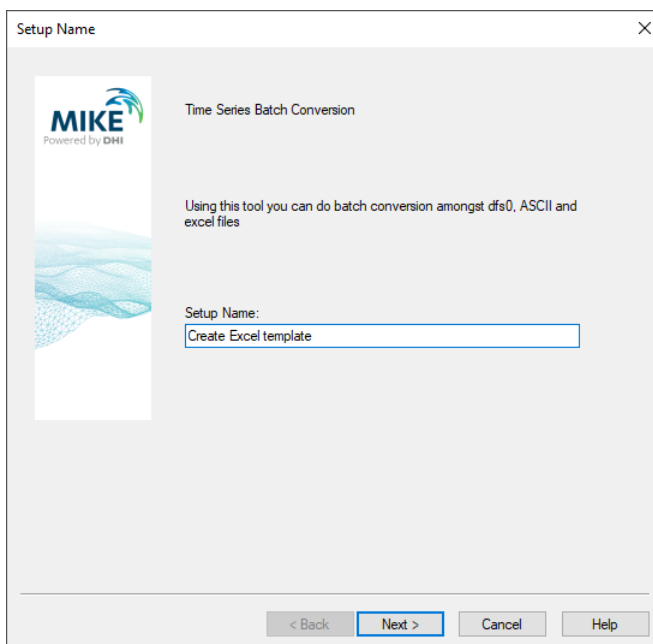 Setup Name
MIKE
Powered by DHI
Time Series Batch Conversion
Using this tool you can do batch conversion amongst dfs0, ASCII and
excel files
Setup Name:
Create Excel template
< Back
Next >
Cancel
Help